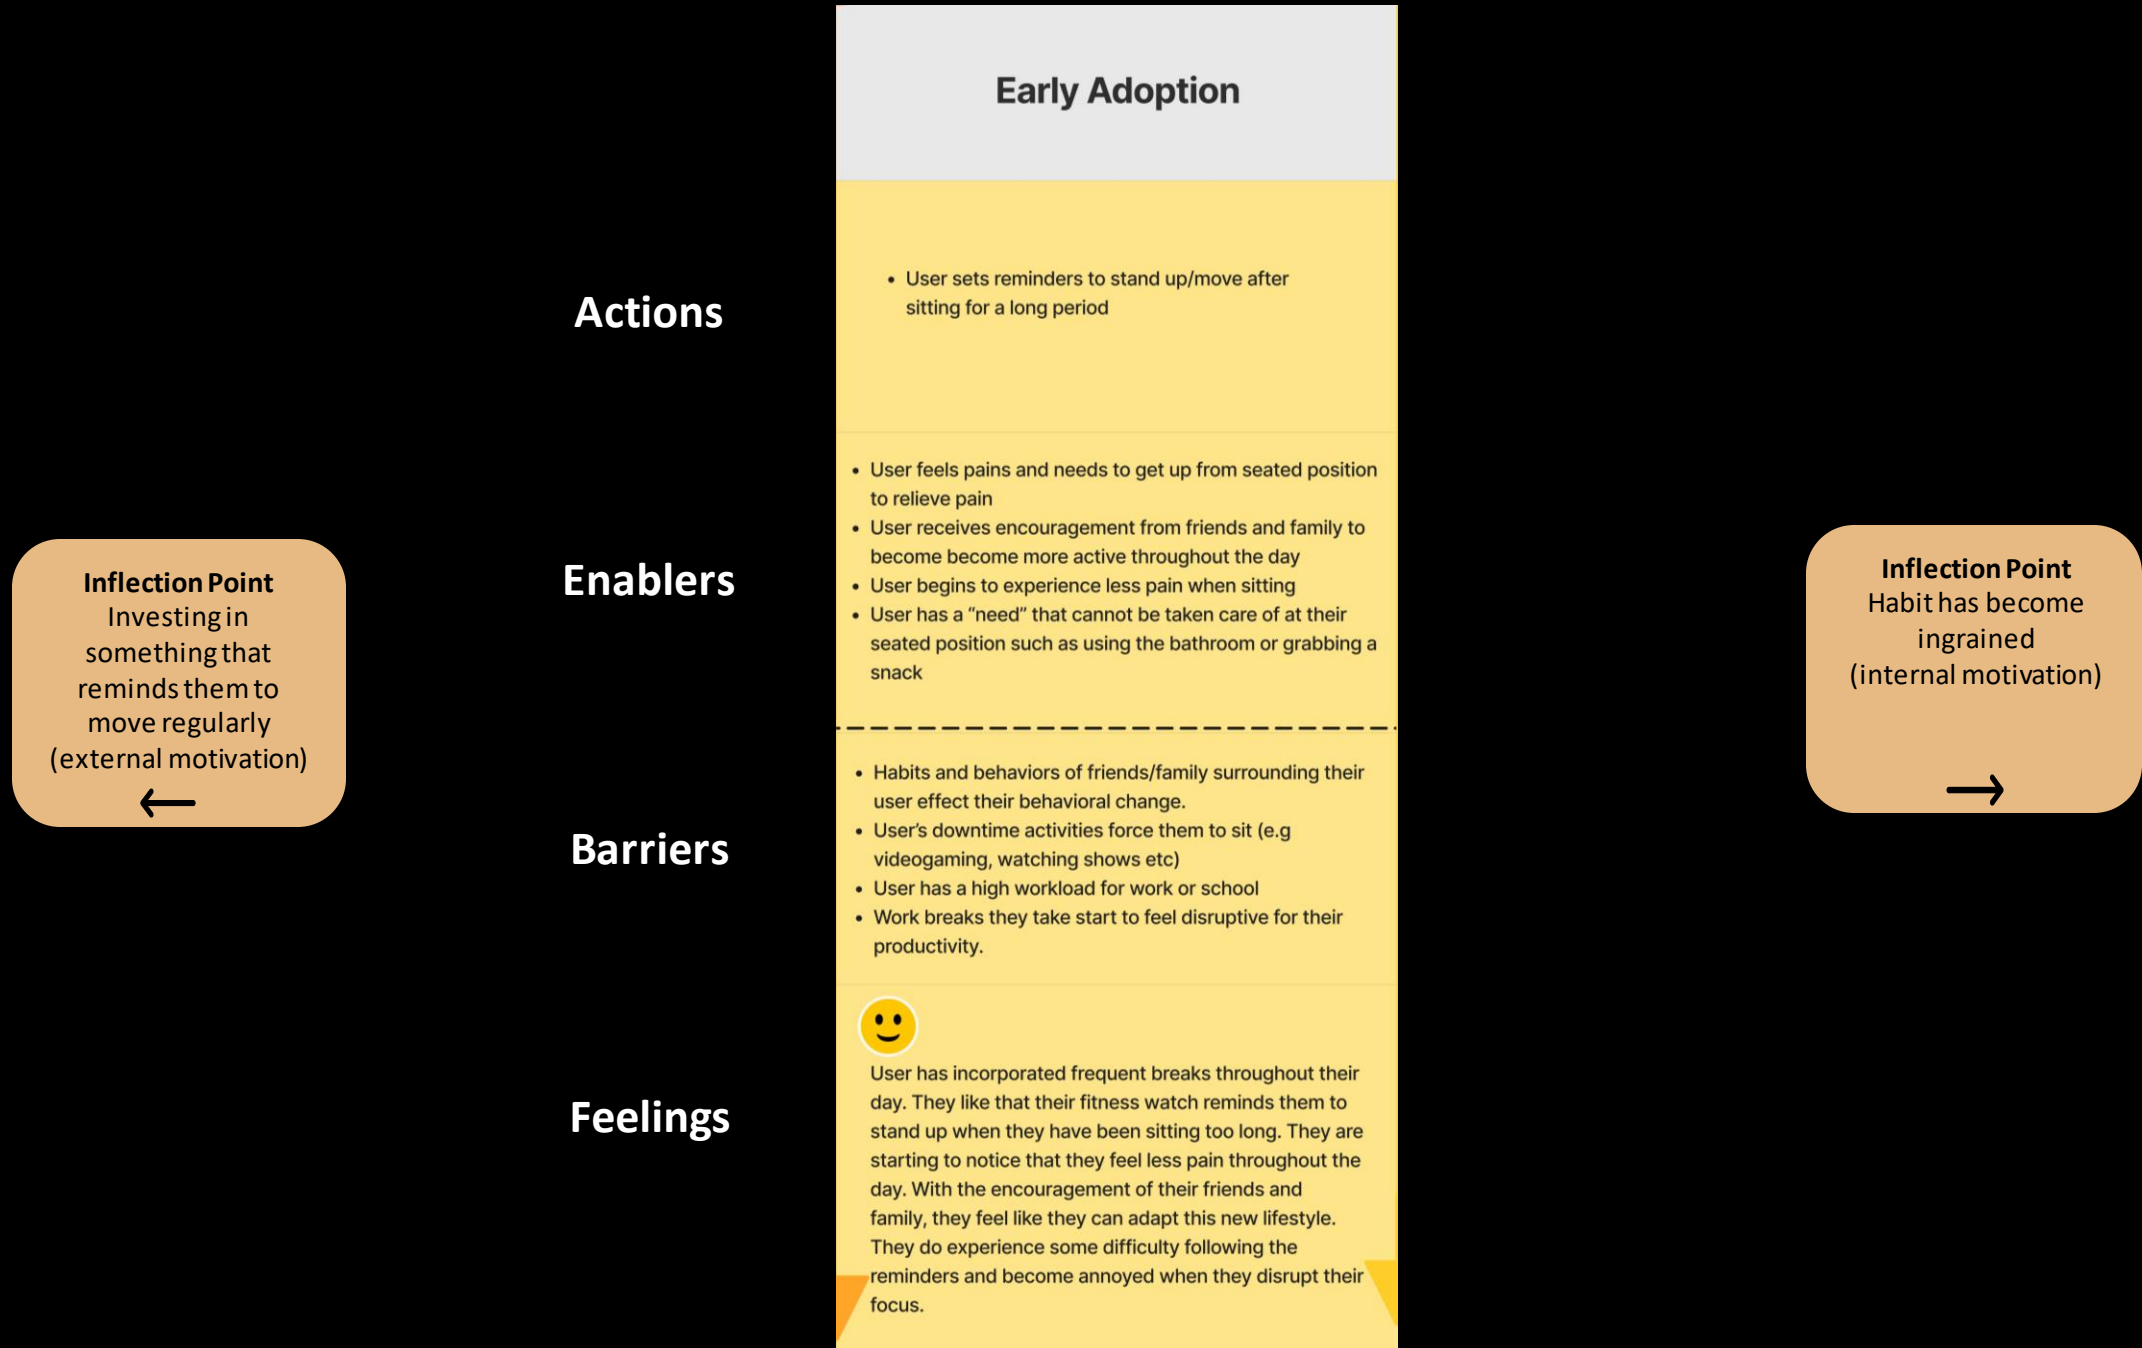 Early Adoption
Actions
• User sets reminders to stand up/move after
sitting for a long period
Enablers
• User feels pains and needs to get up from seated position
to relieve pain
• User receives encouragement from friends and family to
become become more active throughout the day
• User begins to experience less pain when sitting
• User has a “need” that cannot be taken care of at their
seated position such as using the bathroom or grabbing a
snack
Inflection Point
Investing in
something that
reminds them to
move regularly
(external motivation)
←
Inflection Point
Habit has become
ingrained
(internal motivation)
→
Barriers
• Habits and behaviors of friends/family surrounding their
user effect their behavioral change.
• User’s downtime activities force them to sit (e.g
videogaming, watching shows etc)
• User has a high workload for work or school
• Work breaks they take start to feel disruptive for their
productivity.
Feelings
User has incorporated frequent breaks throughout their
day. They like that their fitness watch reminds them to
stand up when they have been sitting too long. They are
starting to notice that they feel less pain throughout the
day. With the encouragement of their friends and
family, they feel like they can adapt this new lifestyle.
They do experience some difficulty following the
reminders and become annoyed when they disrupt their
focus.